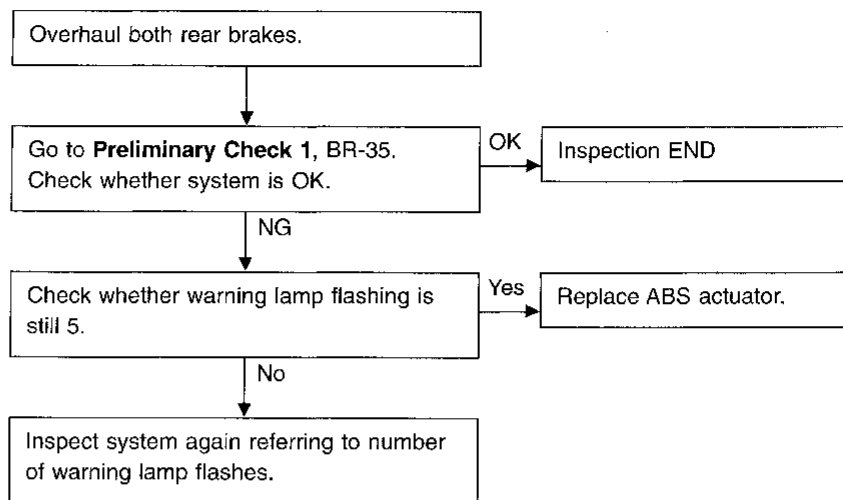 Overhaul both rear brakes.
Go to Preliminary Check 1, BR-35.
Check whether system is OK.
OK
Inspection END
NG
Check whether warning lamp flashing is
still 5.
Yes
Replace ABS actuator.
No
Inspect system again referring to number
of warning lamp flashes.